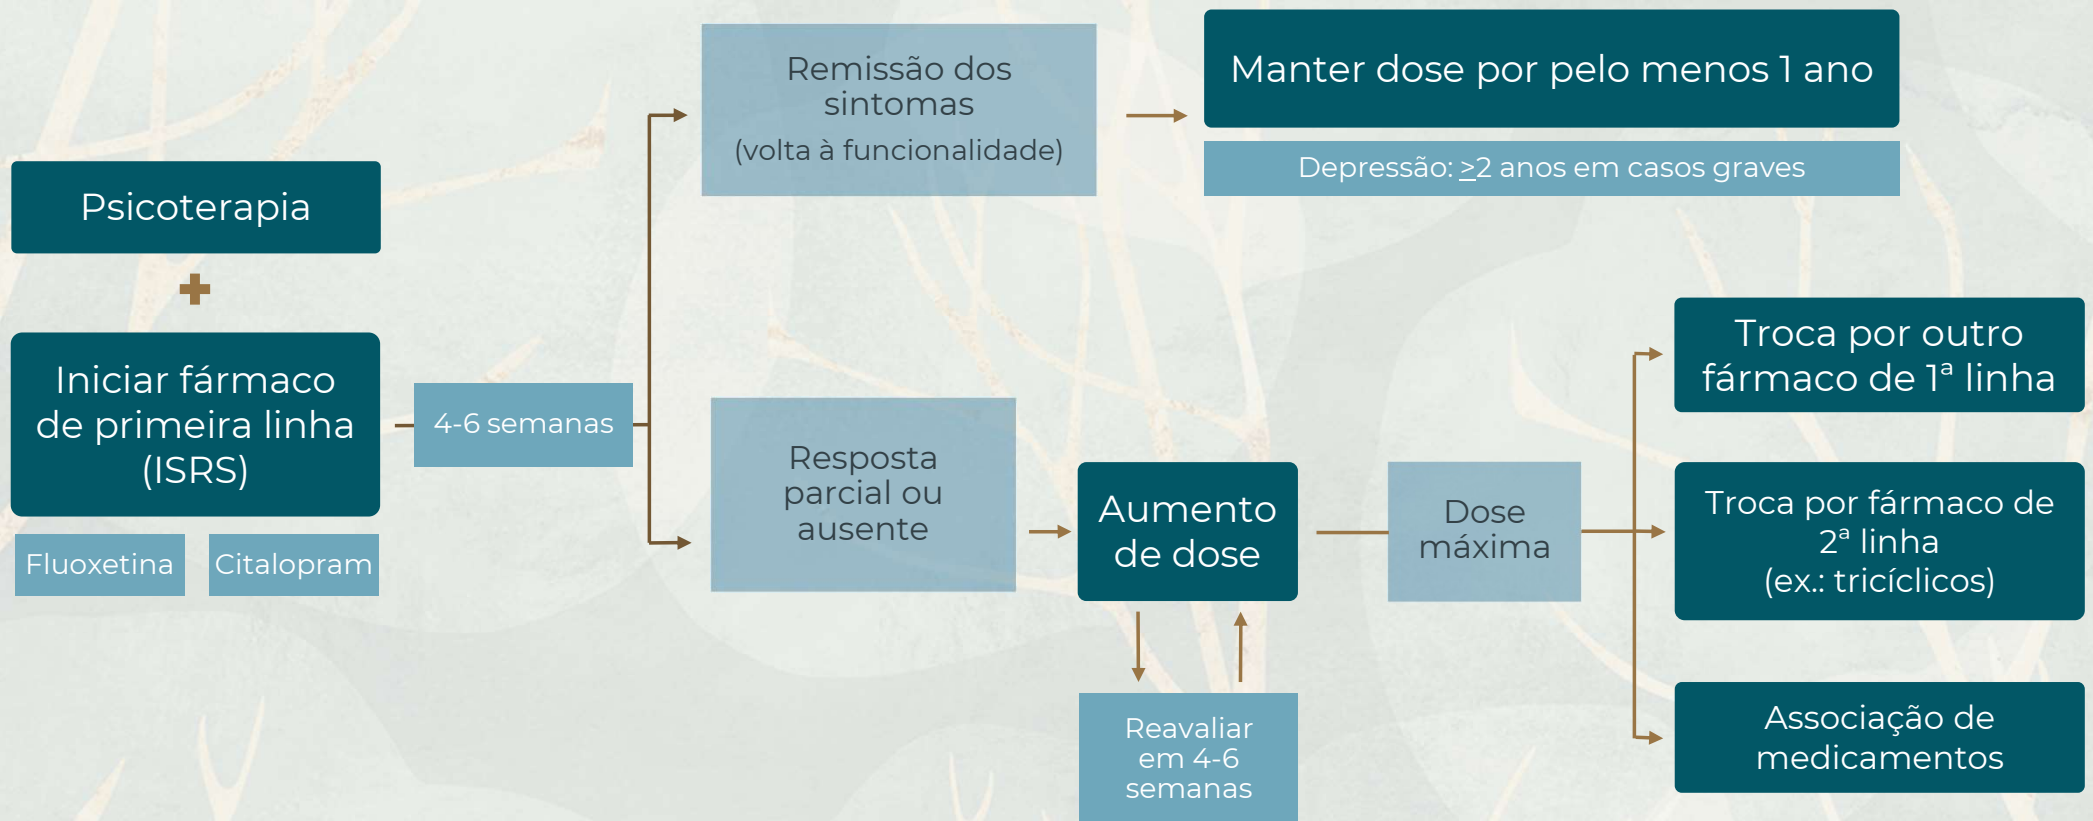 Psicoterapia
Iniciar fármaco
de primeira linha
(ISRS)
Fluoxetina
Citalopram
4-6 semanas
Remissão dos
sintomas
(volta à funcionalidade)
Manter dose por pelo menos 1 ano
Depressão: ≥2 anos em casos graves
Resposta
parcial ou
ausente
Aumento
de dose
Reavaliar
em 4-6
semanas
Dose
máxima
Troca por outro
fármaco de 1ª linha
Troca por fármaco de
2ª linha
(ex.: tricíclicos)
Associação de
medicamentos